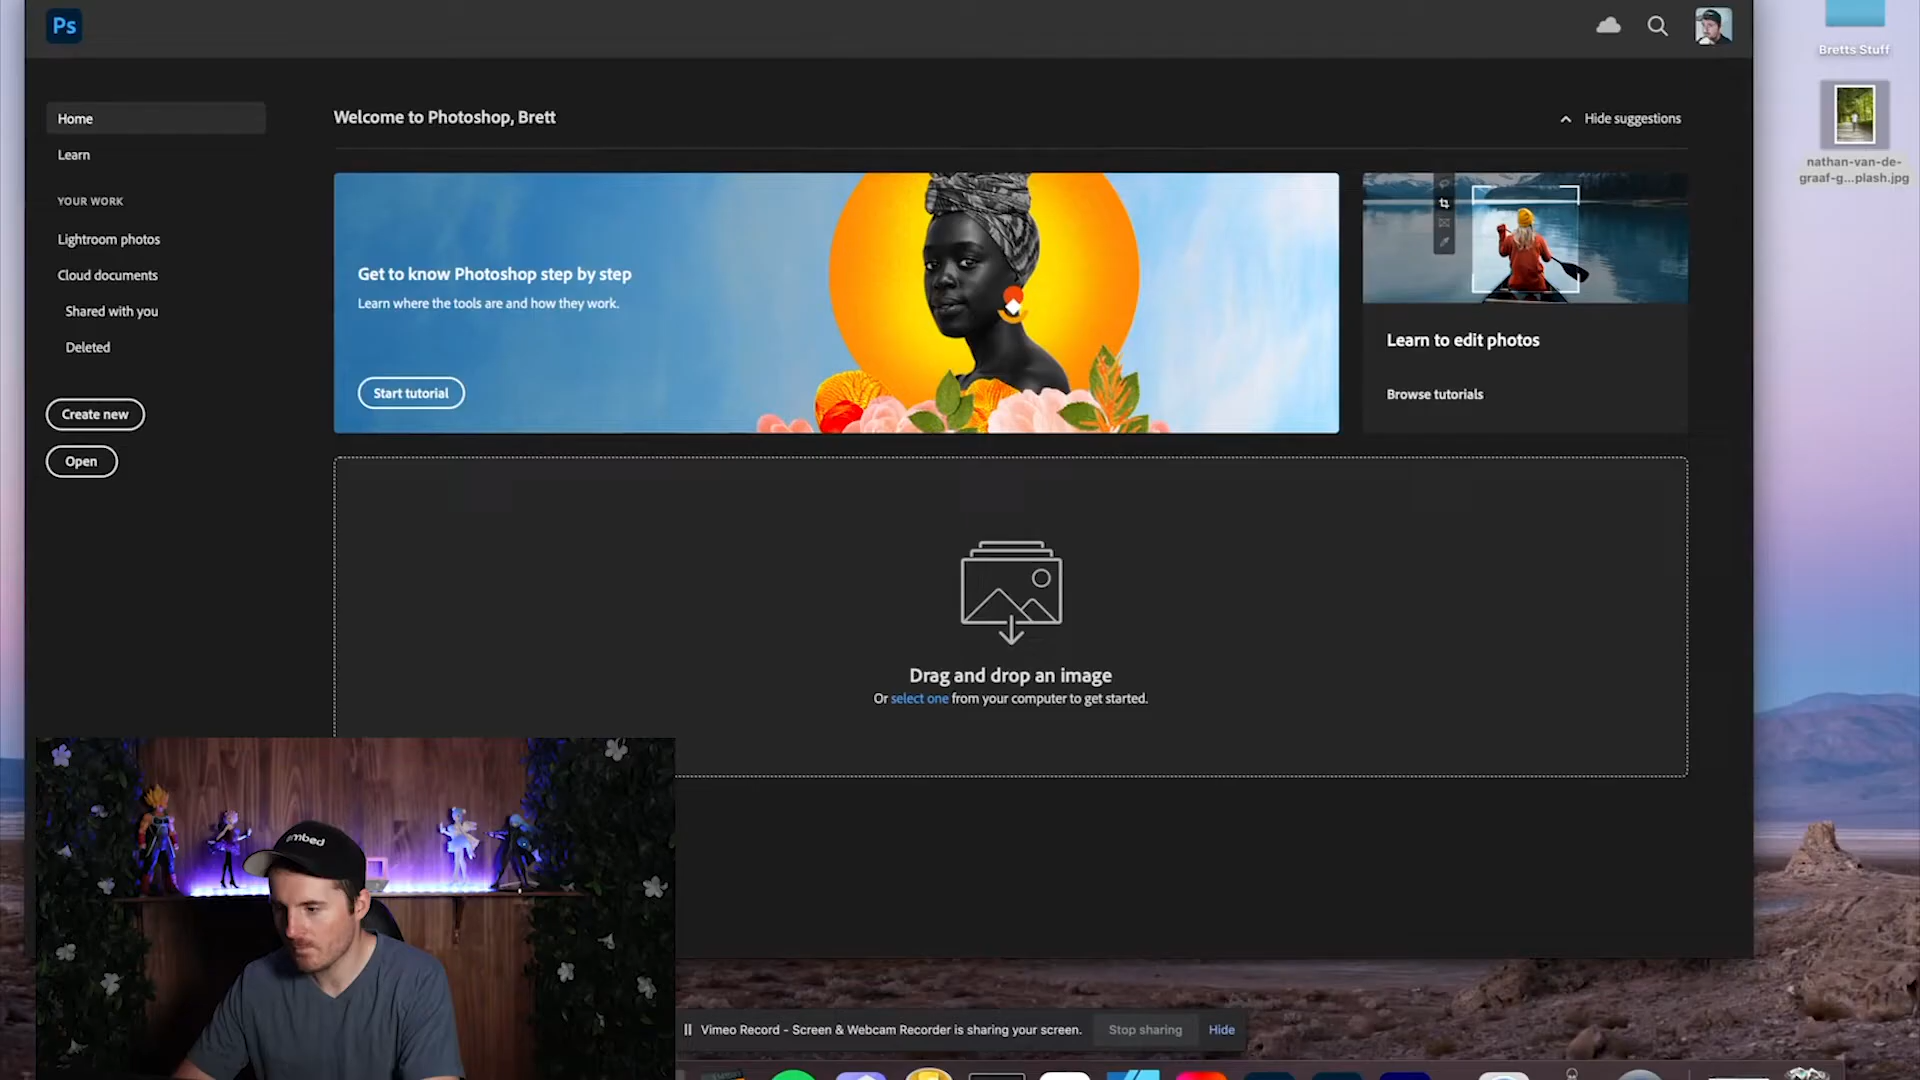 Ps
Bretts Stuff
nathan-van-de-
graaf-g...plash.jpg
Home
Learn
YOUR WORK
Lightroom photos
Cloud documents
Shared with you
Deleted
Create new
Open
Welcome to Photoshop, Brett
Hide suggestions
Get to know Photoshop step by step
Learn where the tools are and how they work.
Start tutorial
Learn to edit photos
Browse tutorials
Drag and drop an image
Or select one from your computer to get started.
embed
Vimeo Record - Screen & Webcam Recorder is sharing your screen.
Stop sharing
Hide